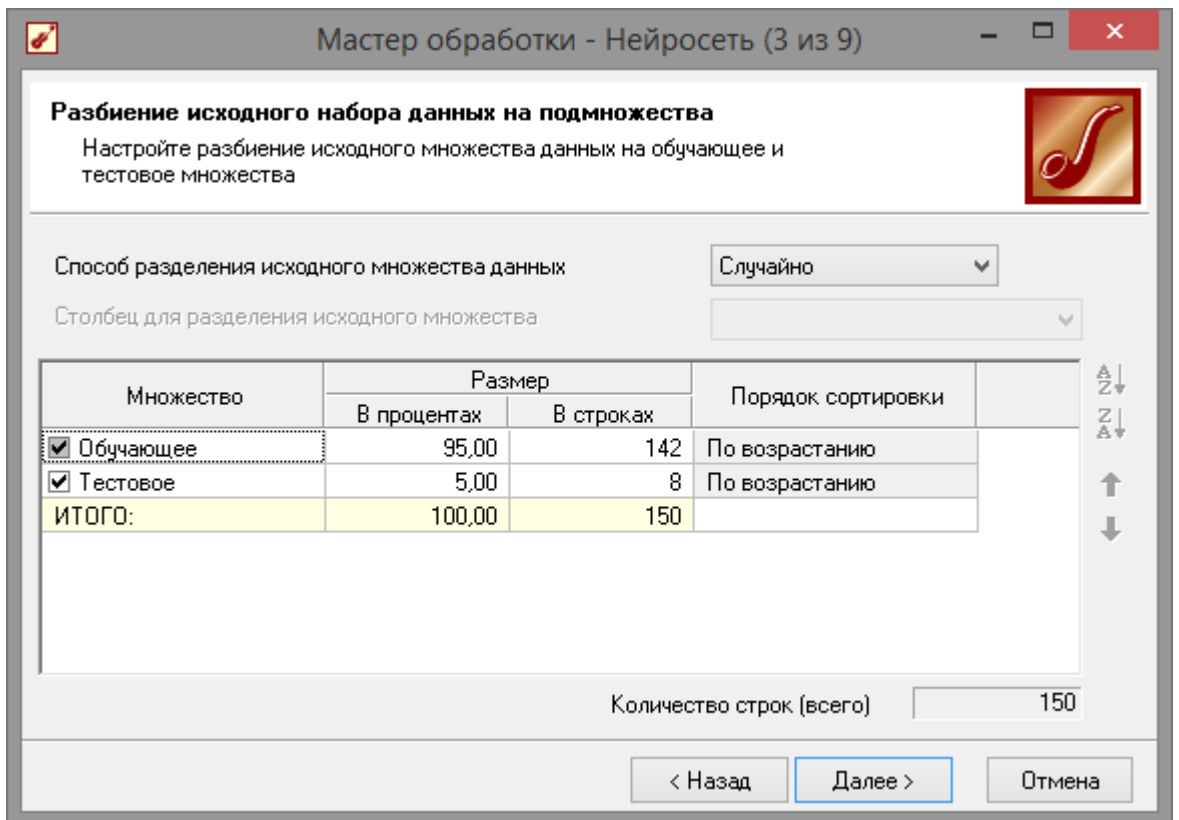 Мастер обработки - Нейросеть (3 из 9)
Разбиение исходного набора данных на подмножества
Настройте разбиение исходного множества данных на обучающее и
тестовое множества
Способ разделения исходного множества данных Случайно
Столбец для разделения исходного множества
Множество Размер Порядок сортировки
В процентах В строках
Обучающее 95,00 142 По возрастанию
Тестовое 5,00 8 По возрастанию
ИТОГО: 100,00 150
Количество строк (всего) 150
< Назад Далее > Отмена